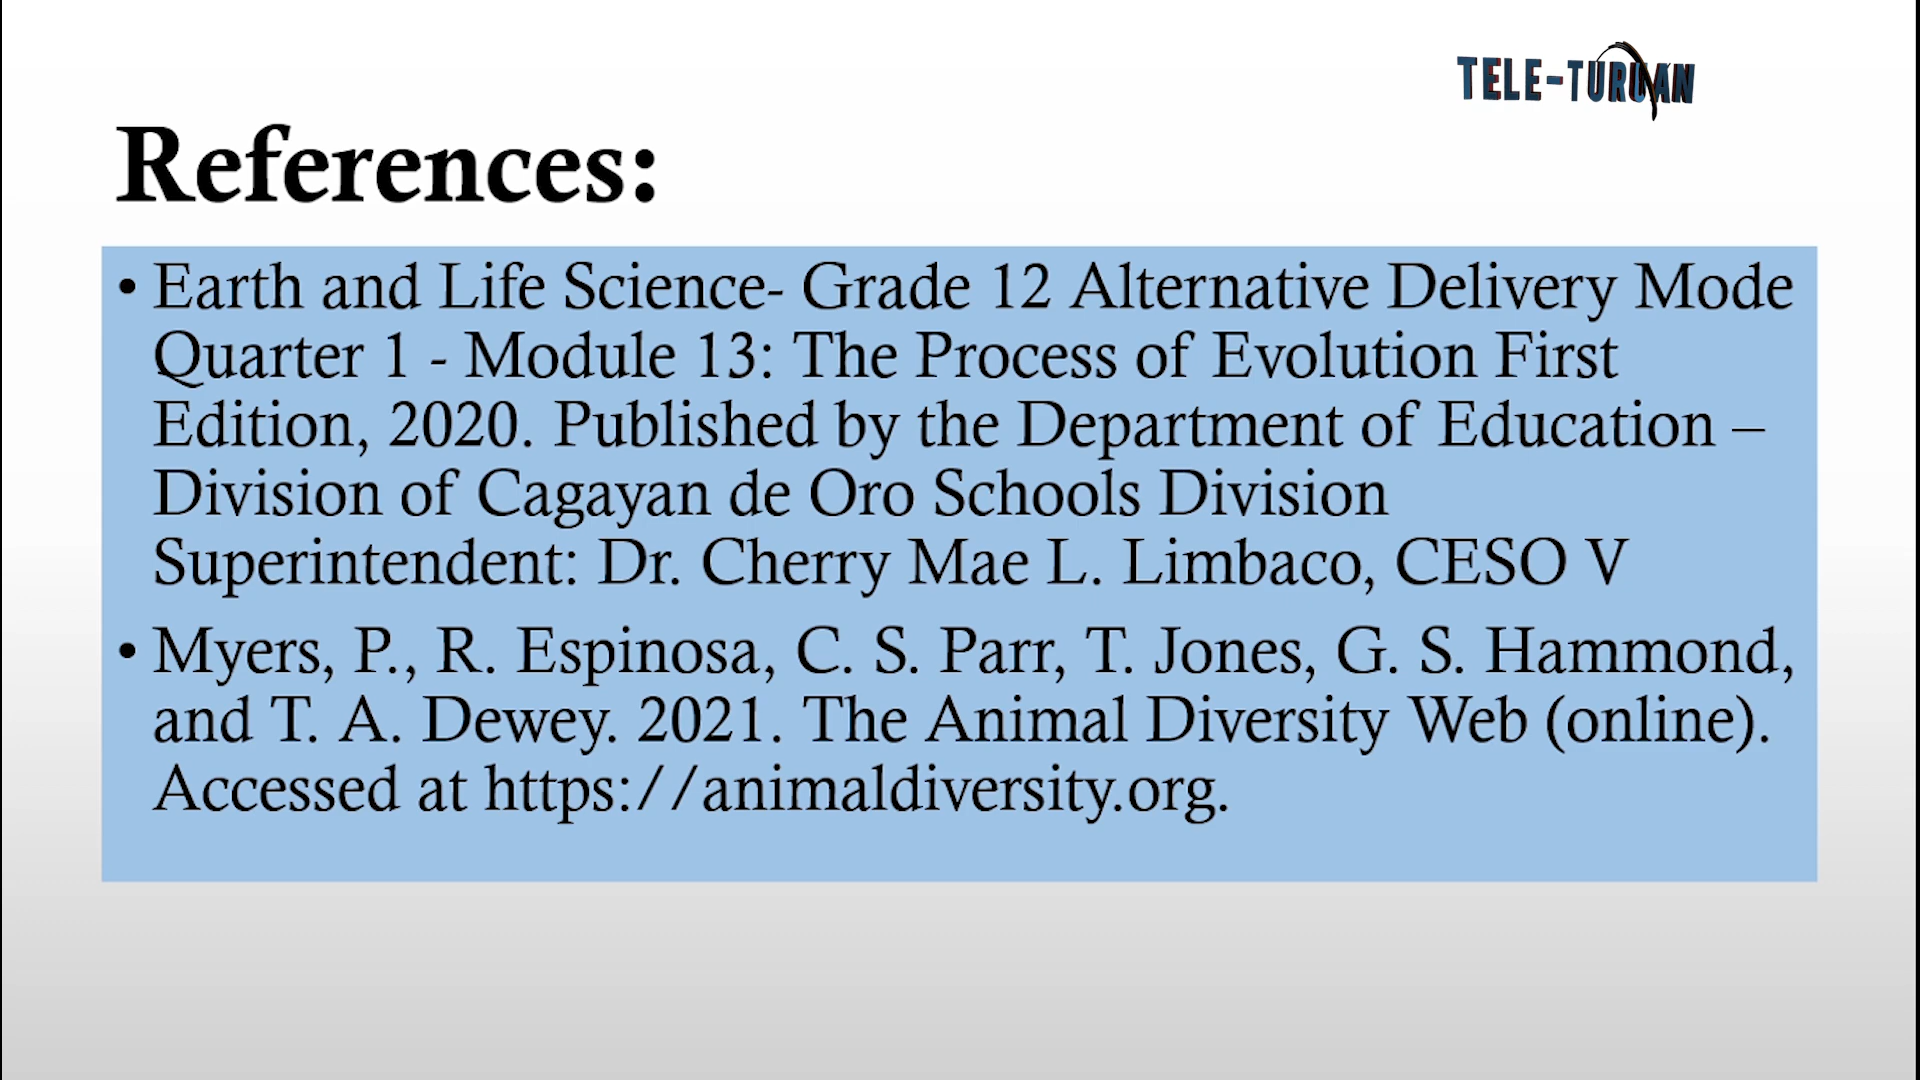 TELE-TURUAN
References:
• Earth and Life Science- Grade 12 Alternative Delivery Mode
Quarter 1 - Module 13: The Process of Evolution First
Edition, 2020. Published by the Department of Education –
Division of Cagayan de Oro Schools Division
Superintendent: Dr. Cherry Mae L. Limbaco, CESO V
• Myers, P., R. Espinosa, C. S. Parr, T. Jones, G. S. Hammond,
and T. A. Dewey. 2021. The Animal Diversity Web (online).
Accessed at https://animaldiversity.org.